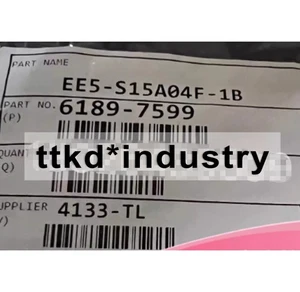 PART NAME
EE5-S15A04F-1B
PART NO.
(P)
6189-7599
QUANT
Q)
ttkd*industry
UPPLIER
4133-TL